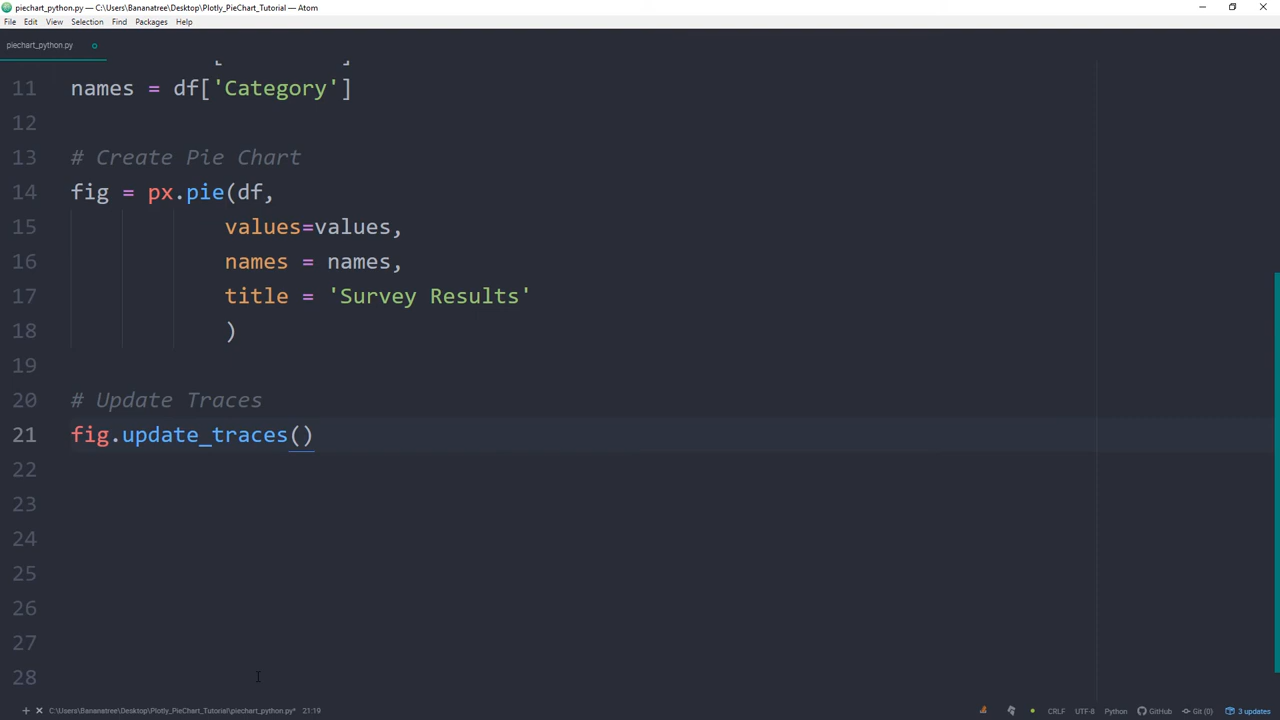 piechart_python.py — C:\Users\Bananatree\Desktop\Plotly_PieChart_Tutorial — Atom
File Edit View Selection Find Packages Help
piechart_python.py
11 names = df['Category']
12
13 # Create Pie Chart
14 fig = px.pie(df,
15 values=values,
16 names = names,
17 title = 'Survey Results'
18 )
19
20 # Update Traces
21 fig.update_traces()
22
23
24
25
26
27
28
+ × C:\Users\Bananatree\Desktop\Plotly_PieChart_Tutorial\piechart_python.py* 21:19 CRLF UTF-8 Python GitHub Git (0) 3 updates